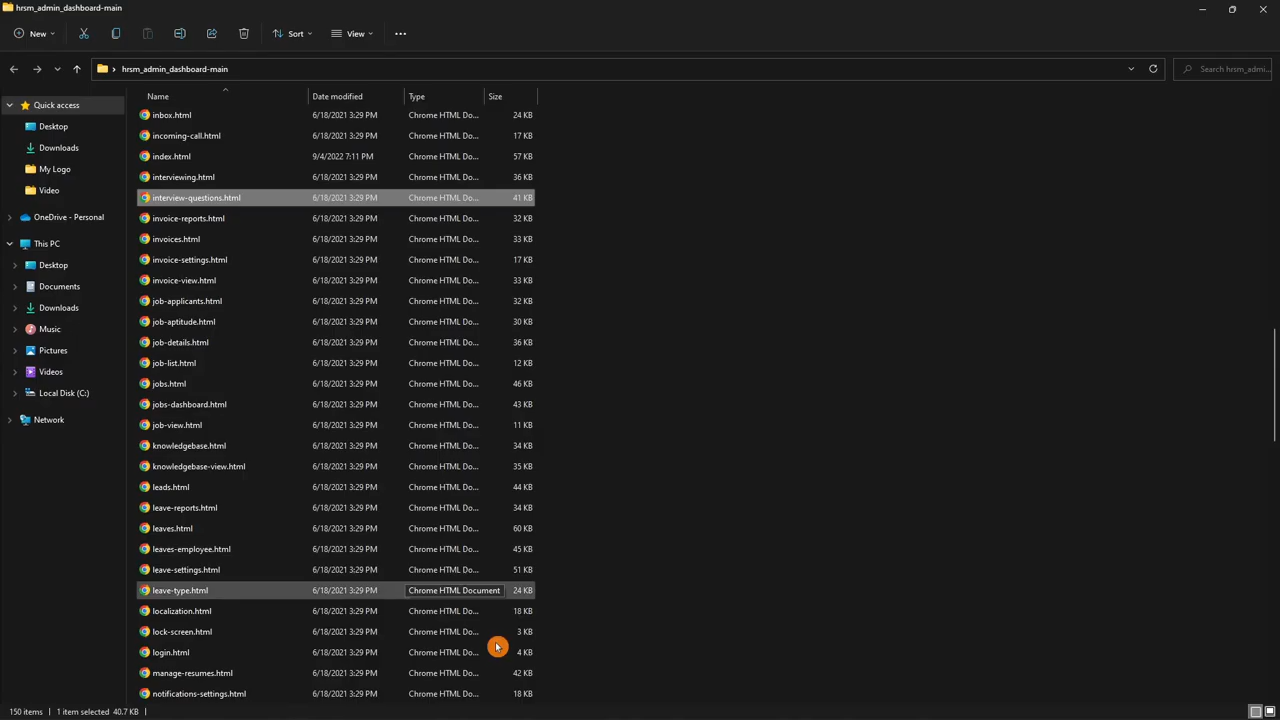 hrsm_admin_dashboard-main
New Sort View
hrsm_admin_dashboard-main Search hrsm_admi...
Name Date modified Type Size
Quick access
Desktop
Downloads
My Logo
Video
OneDrive - Personal
This PC
Desktop
Documents
Downloads
Music
Pictures
Videos
Local Disk (C:)
Network
inbox.html 6/18/2021 3:29 PM Chrome HTML Do... 24 KB
incoming-call.html 6/18/2021 3:29 PM Chrome HTML Do... 17 KB
index.html 9/4/2022 7:11 PM Chrome HTML Do... 57 KB
interviewing.html 6/18/2021 3:29 PM Chrome HTML Do... 36 KB
interview-questions.html 6/18/2021 3:29 PM Chrome HTML Do... 41 KB
invoice-reports.html 6/18/2021 3:29 PM Chrome HTML Do... 32 KB
invoices.html 6/18/2021 3:29 PM Chrome HTML Do... 33 KB
invoice-settings.html 6/18/2021 3:29 PM Chrome HTML Do... 17 KB
invoice-view.html 6/18/2021 3:29 PM Chrome HTML Do... 33 KB
job-applicants.html 6/18/2021 3:29 PM Chrome HTML Do... 32 KB
job-aptitude.html 6/18/2021 3:29 PM Chrome HTML Do... 30 KB
job-details.html 6/18/2021 3:29 PM Chrome HTML Do... 36 KB
job-list.html 6/18/2021 3:29 PM Chrome HTML Do... 12 KB
jobs.html 6/18/2021 3:29 PM Chrome HTML Do... 46 KB
jobs-dashboard.html 6/18/2021 3:29 PM Chrome HTML Do... 43 KB
job-view.html 6/18/2021 3:29 PM Chrome HTML Do... 11 KB
knowledgebase.html 6/18/2021 3:29 PM Chrome HTML Do... 34 KB
knowledgebase-view.html 6/18/2021 3:29 PM Chrome HTML Do... 35 KB
leads.html 6/18/2021 3:29 PM Chrome HTML Do... 44 KB
leave-reports.html 6/18/2021 3:29 PM Chrome HTML Do... 34 KB
leaves.html 6/18/2021 3:29 PM Chrome HTML Do... 60 KB
leaves-employee.html 6/18/2021 3:29 PM Chrome HTML Do... 45 KB
leave-settings.html 6/18/2021 3:29 PM Chrome HTML Do... 51 KB
leave-type.html 6/18/2021 3:29 PM Chrome HTML Document 24 KB
localization.html 6/18/2021 3:29 PM Chrome HTML Do... 18 KB
lock-screen.html 6/18/2021 3:29 PM Chrome HTML Do... 3 KB
login.html 6/18/2021 3:29 PM Chrome HTML Do... 4 KB
manage-resumes.html 6/18/2021 3:29 PM Chrome HTML Do... 42 KB
notifications-settings.html 6/18/2021 3:29 PM Chrome HTML Do... 18 KB
150 items 1 item selected 40.7 KB